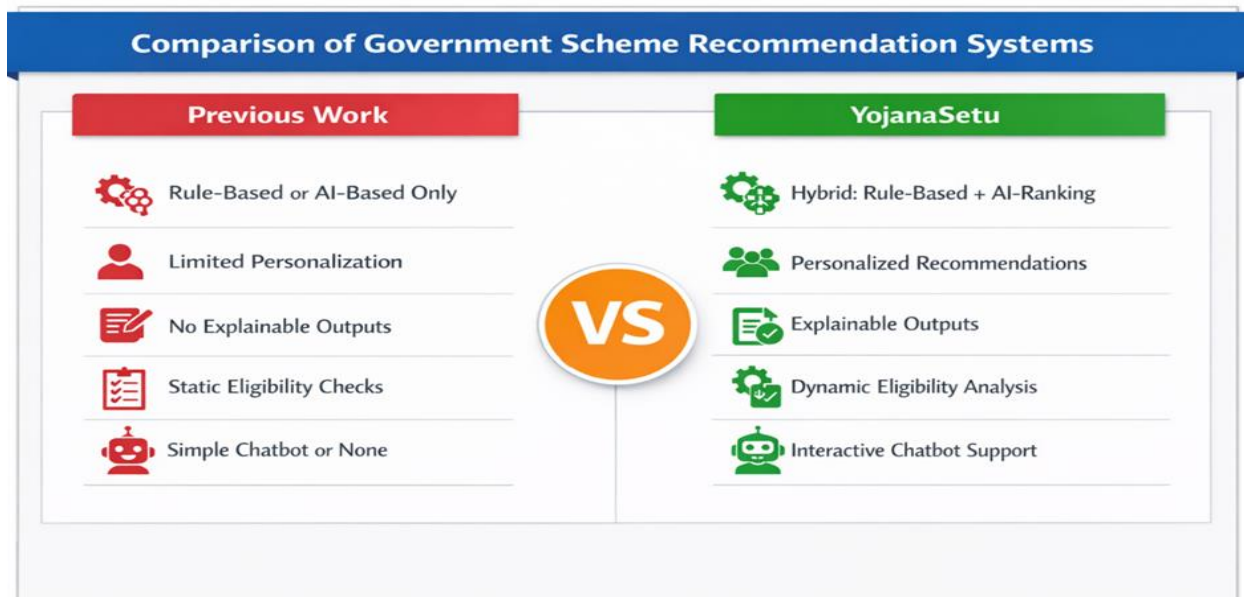 Comparison of Government Scheme Recommendation Systems
Previous Work
Rule-Based or AI-Based Only
Limited Personalization
No Explainable Outputs
Static Eligibility Checks
Simple Chatbot or None
VS
YojanaSetu
Hybrid: Rule-Based + AI-Ranking
Personalized Recommendations
Explainable Outputs
Dynamic Eligibility Analysis
Interactive Chatbot Support